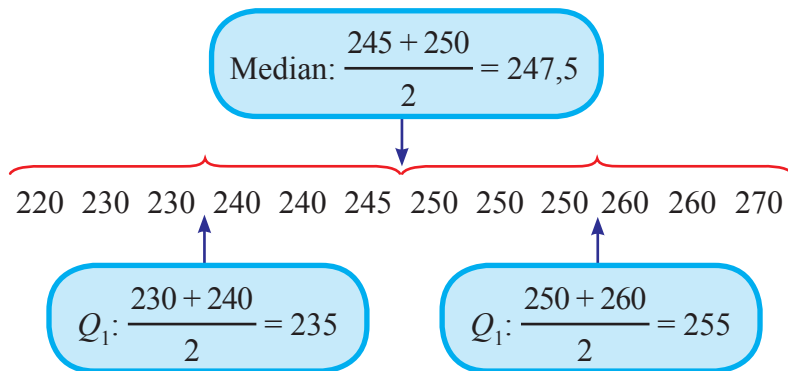 Median: (245 + 250)/2 = 247,5
220 230 230 240 240 245 250 250 250 260 260 270
Q₁: (230 + 240)/2 = 235
Q₁: (250 + 260)/2 = 255